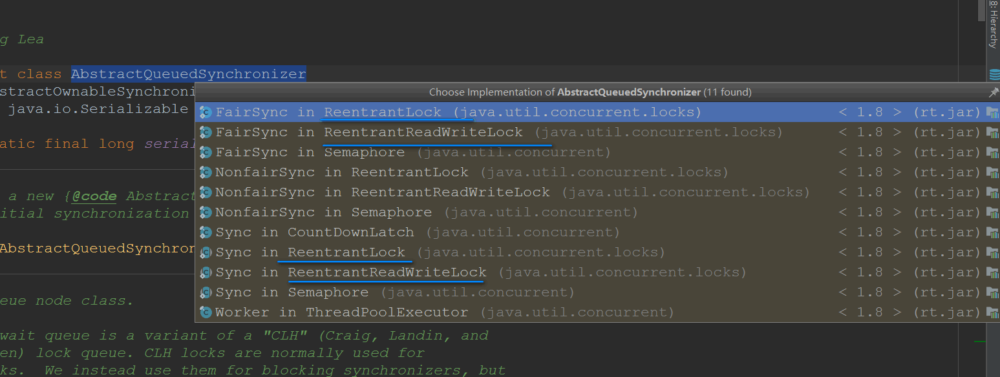 g Lea
8: Hierarchy
t class AbstractQueuedSynchronizer
stractOwnableSynchroni
Choose Implementation of AbstractQueuedSynchronizer (11 found)
java.io.Serializable
FairSync in ReentrantLock (java.util.concurrent.locks) < 1.8 > (rt.jar)
FairSync in ReentrantReadWriteLock (java.util.concurrent.locks) < 1.8 > (rt.jar)
atic final long serial
FairSync in Semaphore (java.util.concurrent) < 1.8 > (rt.jar)
NonfairSync in ReentrantLock (java.util.concurrent.locks) < 1.8 > (rt.jar)
a new {@code Abstract
NonfairSync in ReentrantReadWriteLock (java.util.concurrent.locks) < 1.8 > (rt.jar)
itial synchronization
NonfairSync in Semaphore (java.util.concurrent) < 1.8 > (rt.jar)
Sync in CountDownLatch (java.util.concurrent) < 1.8 > (rt.jar)
AbstractQueuedSynchron
Sync in ReentrantLock (java.util.concurrent.locks) < 1.8 > (rt.jar)
Sync in ReentrantReadWriteLock (java.util.concurrent.locks) < 1.8 > (rt.jar)
Sync in Semaphore (java.util.concurrent) < 1.8 > (rt.jar)
eue node class.
Worker in ThreadPoolExecutor (java.util.concurrent) < 1.8 > (rt.jar)
wait queue is a variant of a "CLH" (Craig, Landin, and
en) lock queue. CLH locks are normally used for
ks. We instead use them for blocking synchronizers, but